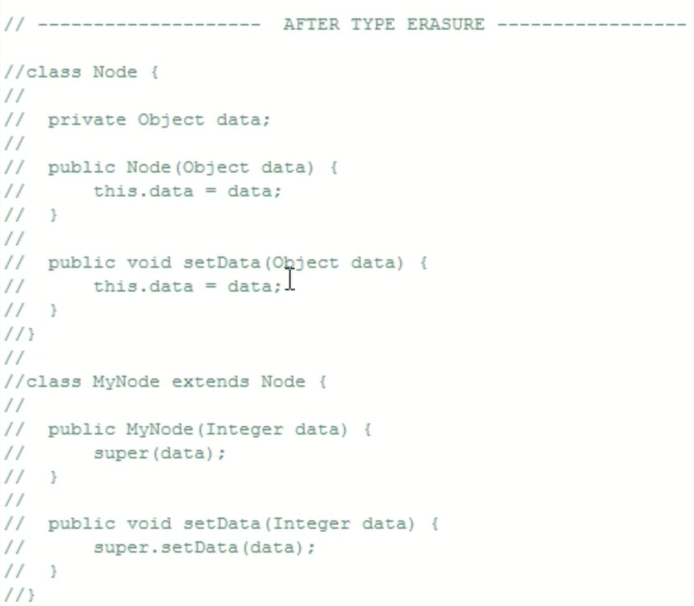 // --------------------  AFTER TYPE ERASURE -----------------
//class Node {
//
//  private Object data;
//
//  public Node(Object data) {
//      this.data = data;
//  }
//
//  public void setData(Object data) {
//      this.data = data;
//  }
//}
//
//class MyNode extends Node {
//
//  public MyNode(Integer data) {
//      super(data);
//  }
//
//  public void setData(Integer data) {
//      super.setData(data);
//  }
//}